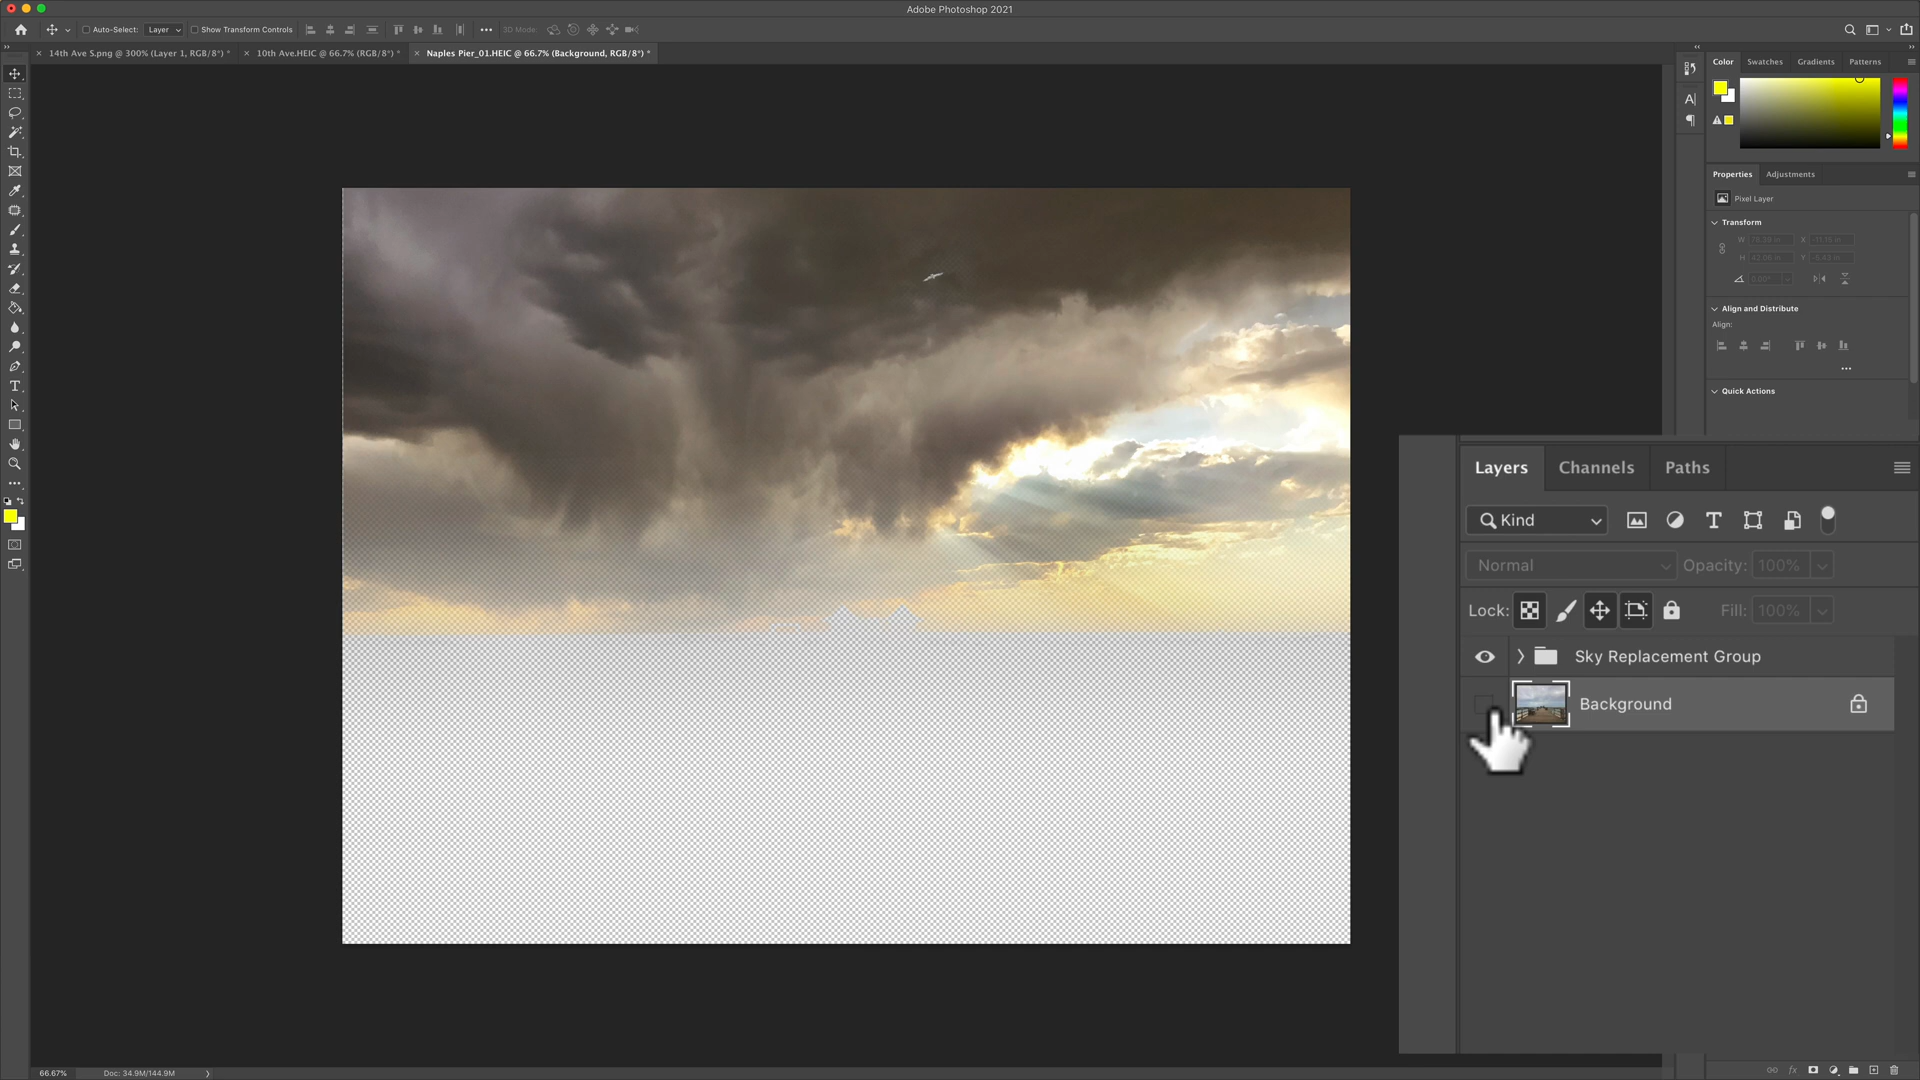 Adobe Photoshop 2021
Auto-Select: Layer Show Transform Controls 3D Mode:
14th Ave S.png @ 300% (Layer 1, RGB/8*) * 10th Ave.HEIC @ 66.7% (RGB/8*) * Naples Pier_01.HEIC @ 66.7% (Background, RGB/8*) *
Color Swatches Gradients Patterns
Properties Adjustments
Pixel Layer
Transform
W X
H Y
0.00°
Align and Distribute
Align:
Quick Actions
Layers Channels Paths
Kind
Normal Opacity: 100%
Lock: Fill: 100%
Sky Replacement Group
Background
66.67% Doc: 34.9M/144.9M
fx